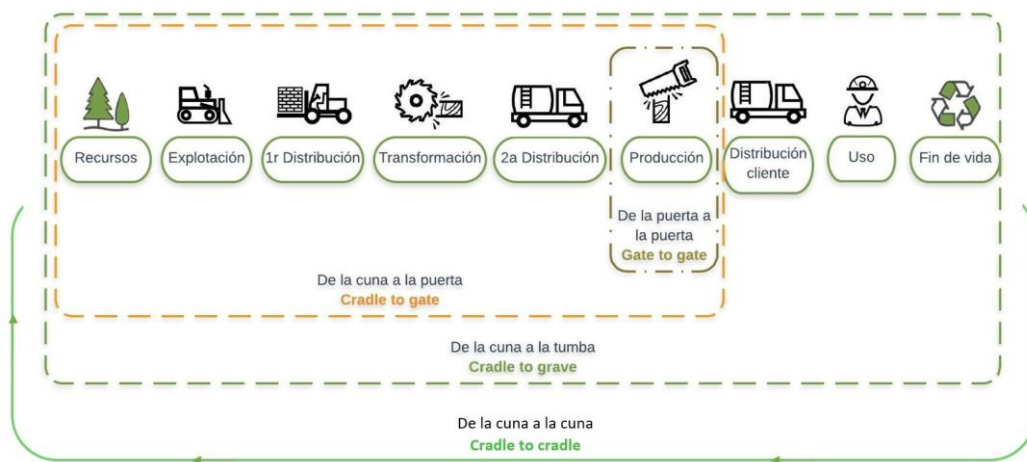 Recursos
Explotación
1r Distribución
Transformación
2a Distribución
Producción
Distribución
cliente
Uso
Fin de vida
De la puerta a
la puerta
Gate to gate
De la cuna a la puerta
Cradle to gate
De la cuna a la tumba
Cradle to grave
De la cuna a la cuna
Cradle to cradle